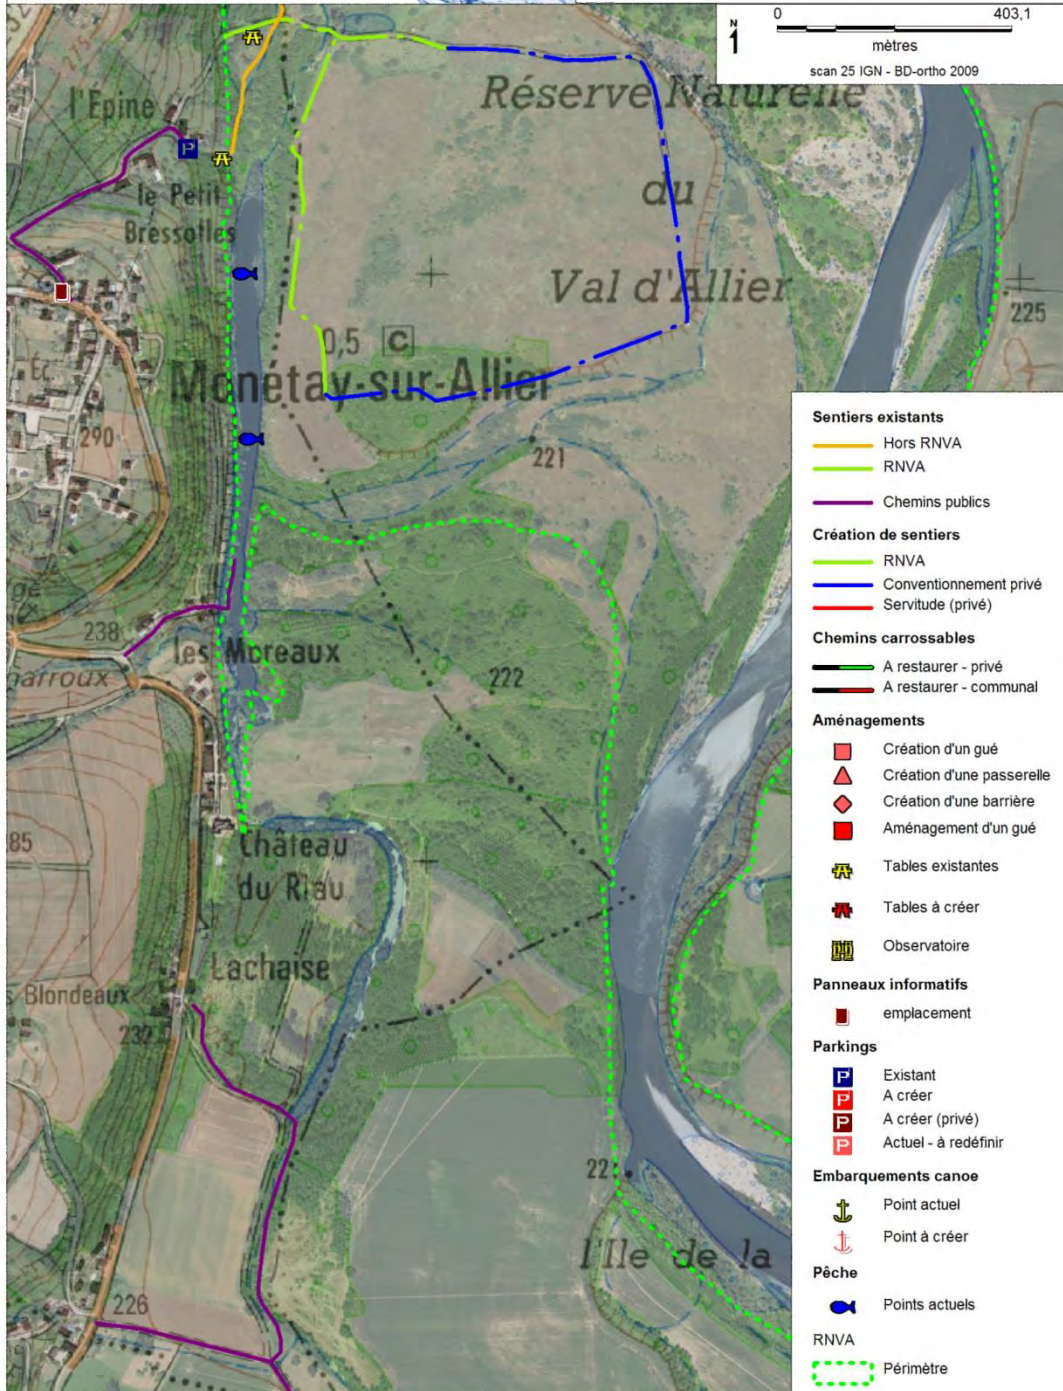 0 403,1
N
1
mètres
scan 25 IGN - BD-ortho 2009
275
l'Epine
Réserve Naturelle
P
le Petit
Bressolles
du
Val d'Allier
225
0,5 C
Éc.
Monétay-sur-Allier
290
221
238
les Moreaux
222
Château
du Riau
Lachaise
Blondeaux
232
22
l'Ile de la
226
Sentiers existants
Hors RNVA
RNVA
Chemins publics
Création de sentiers
RNVA
Conventionnement privé
Servitude (privé)
Chemins carrossables
A restaurer - privé
A restaurer - communal
Aménagements
Création d'un gué
Création d'une passerelle
Création d'une barrière
Aménagement d'un gué
Tables existantes
Tables à créer
Observatoire
Panneaux informatifs
emplacement
Parkings
P Existant
P A créer
P A créer (privé)
P Actuel - à redéfinir
Embarquements canoe
Point actuel
Point à créer
Pêche
Points actuels
RNVA
Périmètre